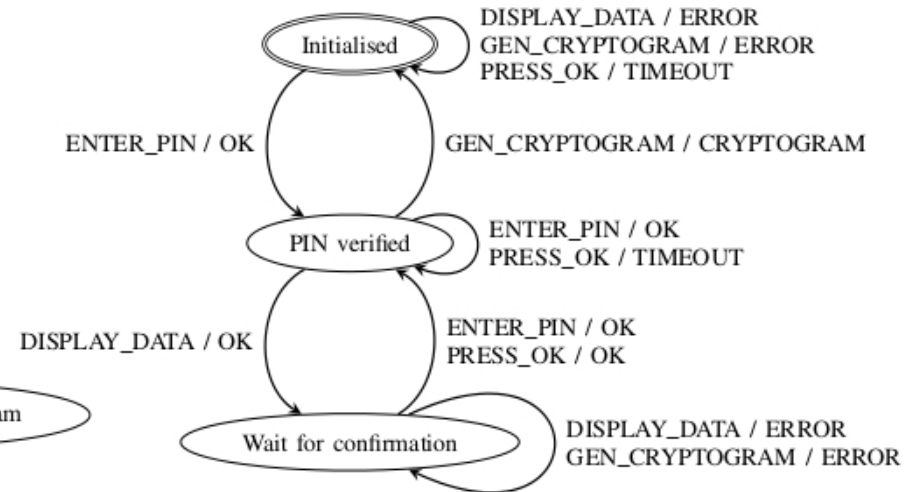 Initialised
DISPLAY_DATA / ERROR
GEN_CRYPTOGRAM / ERROR
PRESS_OK / TIMEOUT
ENTER_PIN / OK
GEN_CRYPTOGRAM / CRYPTOGRAM
PIN verified
ENTER_PIN / OK
PRESS_OK / TIMEOUT
DISPLAY_DATA / OK
ENTER_PIN / OK
PRESS_OK / OK
am
Wait for confirmation
DISPLAY_DATA / ERROR
GEN_CRYPTOGRAM / ERROR